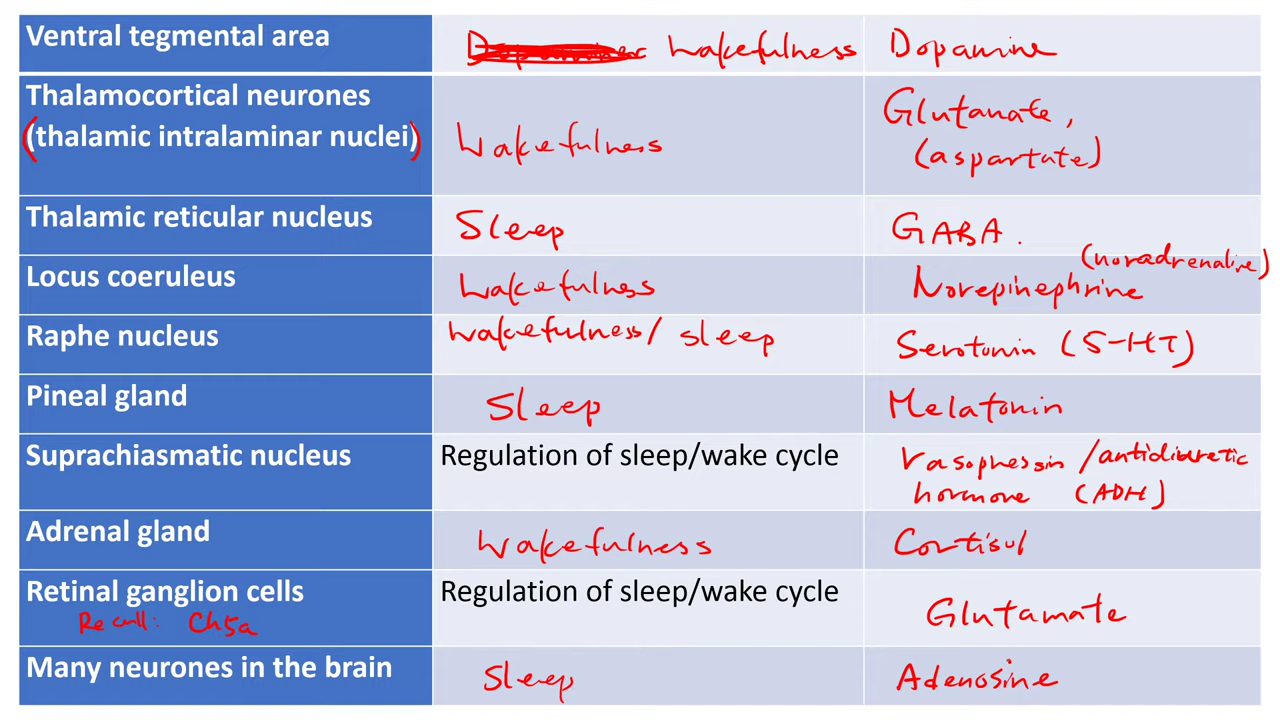 Ventral tegmental area wakefulness Dopamine
Thalamocortical neurones
(thalamic intralaminar nuclei) wakefulness Glutamate,
(aspartate)
Thalamic reticular nucleus Sleep GABA.
Locus coeruleus wakefulness Norepinephrine (noradrenaline)
Raphe nucleus wakefulness/ sleep Serotonin (5-HT)
Pineal gland Sleep Melatonin
Suprachiasmatic nucleus Regulation of sleep/wake cycle vasopressin /antidiuretic
hormone (ADH)
Adrenal gland wakefulness Cortisol
Retinal ganglion cells Regulation of sleep/wake cycle Glutamate
Recall: Ch5a
Many neurones in the brain Sleep Adenosine